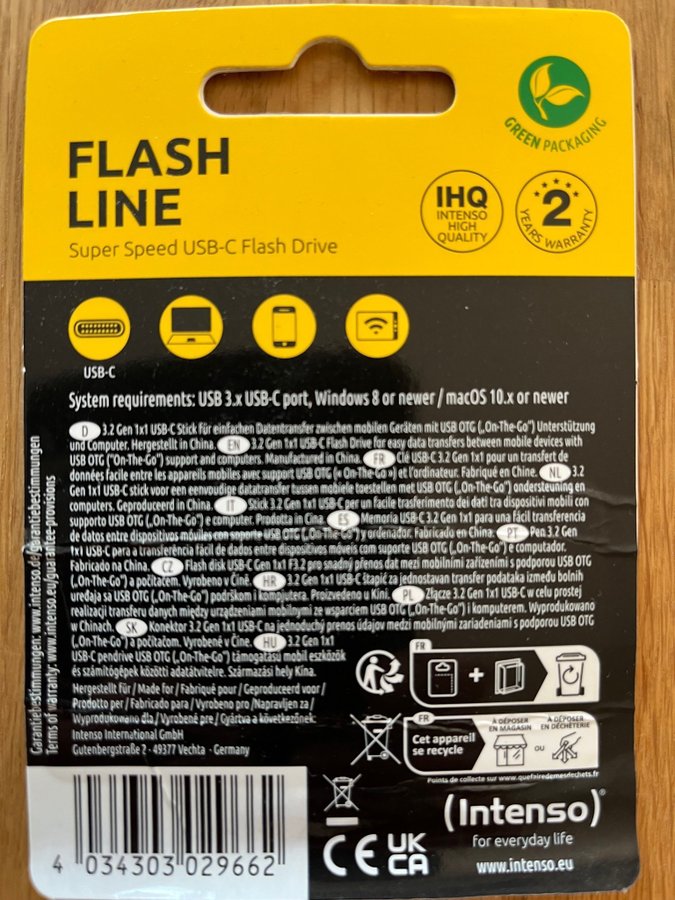 GREEN PACKAGING
FLASH
LINE
Super Speed USB-C Flash Drive
IHQ
INTENSO
HIGH
QUALITY
2
YEARS WARRANTY
USB-C
System requirements: USB 3.x USB-C port, Windows 8 or newer / macOS 10.x or newer
D 3.2 Gen 1x1 USB-C Stick für einfachen Datentransfer zwischen mobilen Geräten mit USB OTG („On-The-Go“) Unterstützung
und Computer. Hergestellt in China. EN 3.2 Gen 1x1 USB-C Flash Drive for easy data transfers between mobile devices with
USB OTG ("On-The-Go") support and computers. Manufactured in China. FR Clé USB-C 3.2 Gen 1x1 pour un transfert de
données facile entre les appareils mobiles avec support USB OTG (« On-The-Go») et l'ordinateur. Fabriqué en Chine. NL 3.2
Gen 1x1 USB-C stick voor een eenvoudige datatransfer tussen mobiele toestellen met USB OTG („On-The-Go“) ondersteuning en
computers. Geproduceerd in China. IT Stick 3.2 Gen 1x1 USB-C per un facile trasferimento dei dati tra dispositivi mobili con
supporto USB OTG („On-The-Go“) e computer. Prodotta in Cina. ES Memoria USB-C 3.2 Gen 1x1 para una fácil transferencia
de datos entre dispositivos móviles con soporte USB OTG („On-The-Go“) y ordenador. Fabricado en China. PT Pen 3.2 Gen
1x1 USB-C para a transferência fácil de dados entre dispositivos móveis com suporte USB OTG („On-The-Go“) e computador.
Fabricado na China. CZ Flash disk USB-C Gen 1 F3.2 pro snadný přenos dat mezi mobilními zařízeními s podporou USB OTG
(„On-The-Go“) a počítačem. Vyrobeno v Číně. HR 3.2 Gen 1x1 USB-C štapić za jednostavan transfer podataka između bolnih
uređaja sa USB OTG („On-The-Go“) podrškom i kompjutera. Proizvedeno u Kini. PL Złącze 3.2 Gen 1x1 USB-C w celu prostej
realizacji transferu danych między urządzeniami mobilnymi ze wsparciem USB OTG („On-The-Go“) i komputerem. Wyprodukowano
w Chinach. SK Konektor 3.2 Gen 1x1 USB-C na jednoduchý prenos údajov medzi mobilnými zariadeniami s podporou USB OTG
(„On-The-Go“) a počítačom. Vyrobené v Číne. HU 3.2 Gen 1x1
USB-C pendrive USB OTG („On-The-Go“) támogatású mobil eszközök
és számítógépek közötti adatátvitelre. Származási hely Kína.
Hergestellt für / Made for / Fabriqué pour / Geproduceerd voor /
Prodotto per / Fabricado para / Vyrobeno pro / Napravljen za /
Wyprodukowano dla / Vyrobené pre / Gyártva a következőnek:
Intenso International GmbH
Gutenbergstraße 2 · 49377 Vechta · Germany
Garantiebestimmungen: www.intenso.de/garantiebestimmungen
Terms of warranty: www.intenso.eu/guarantee-provisions
FR
+
FR
Cet appareil
se recycle
À DÉPOSER
EN MAGASIN
OU
À DÉPOSER
EN DÉCHÈTERIE
Points de collecte sur www.quefairedemesdechets.fr
4 034303 029662
CE
UK
CA
(Intenso)®
for everyday life
www.intenso.eu